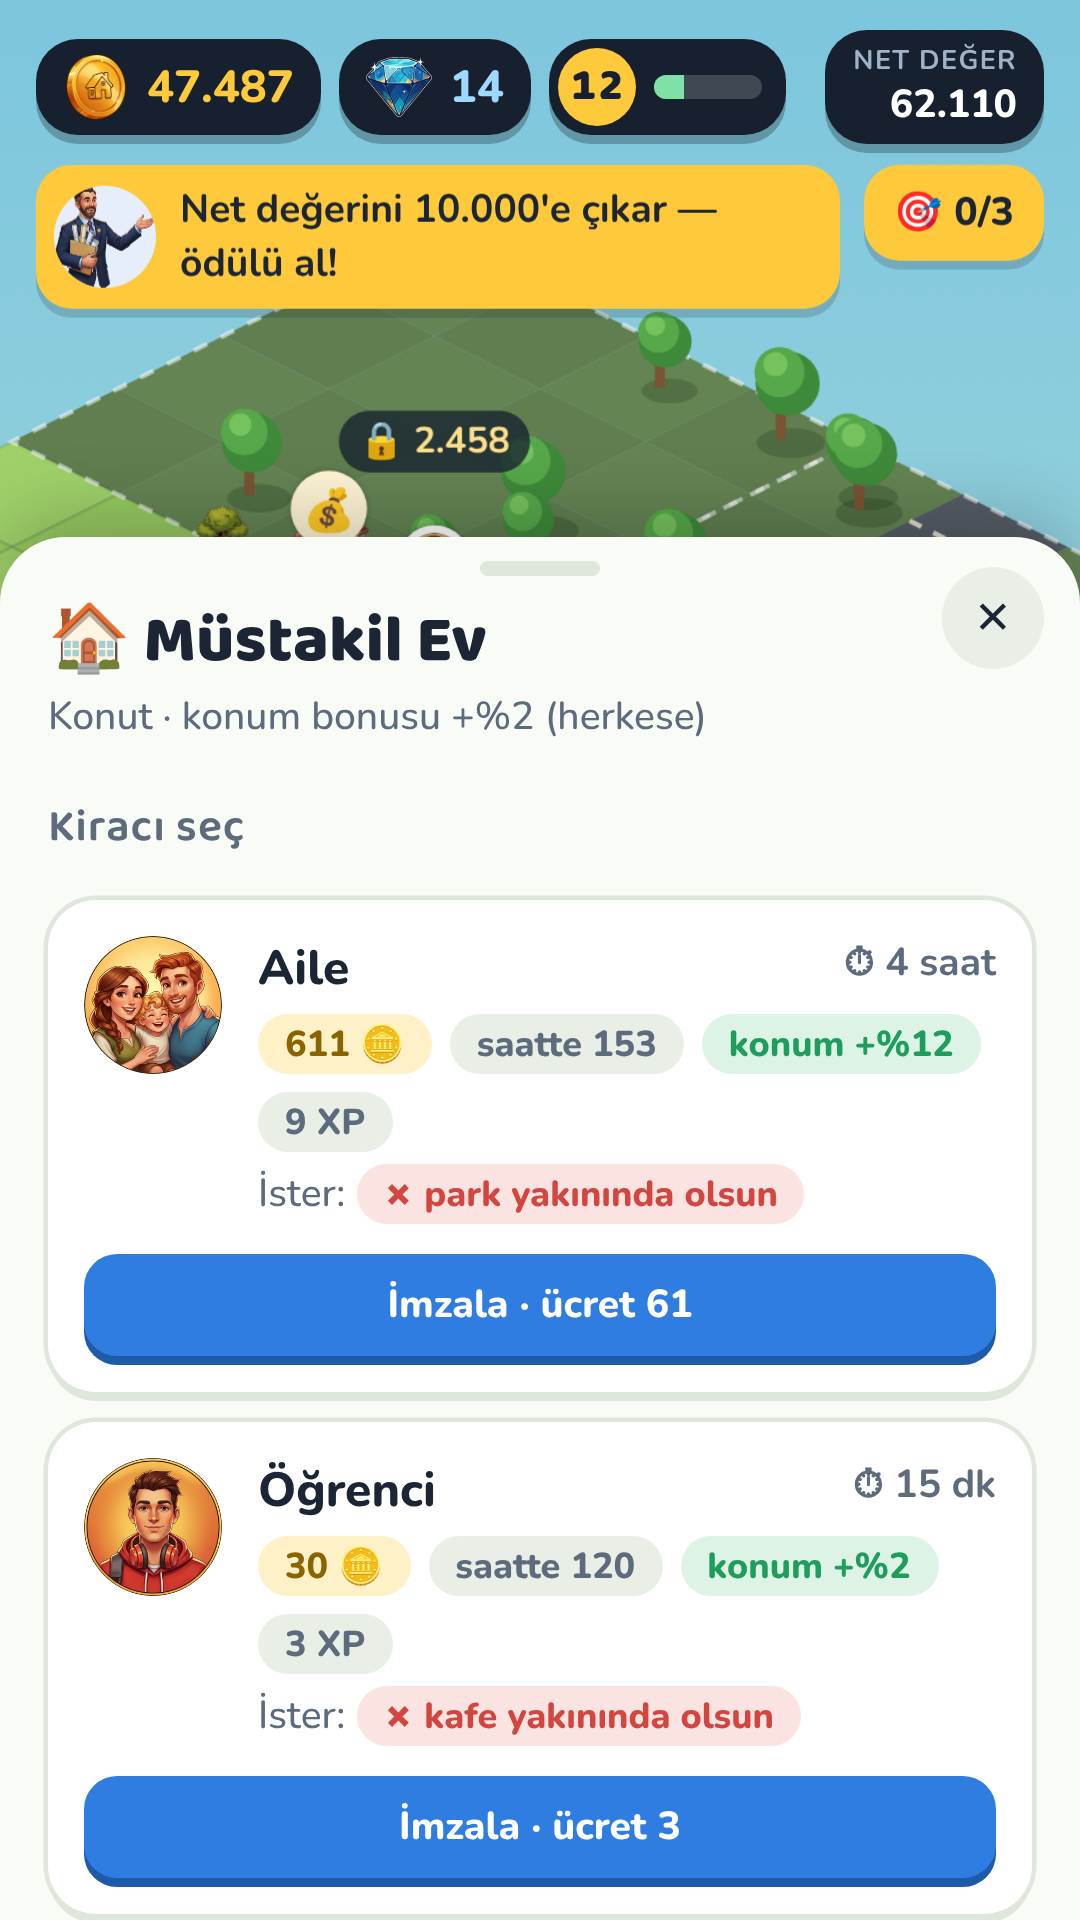 47.487
14
12
NET DEĞER
62.110
Net değerini 10.000'e çıkar —
ödülü al!
0/3
2.458
Müstakil Ev
Konut · konum bonusu +%2 (herkese)
Kiracı seç
Aile
4 saat
611
saatte 153
konum +%12
9 XP
İster: × park yakınında olsun
İmzala · ücret 61
Öğrenci
15 dk
30
saatte 120
konum +%2
3 XP
İster: × kafe yakınında olsun
İmzala · ücret 3